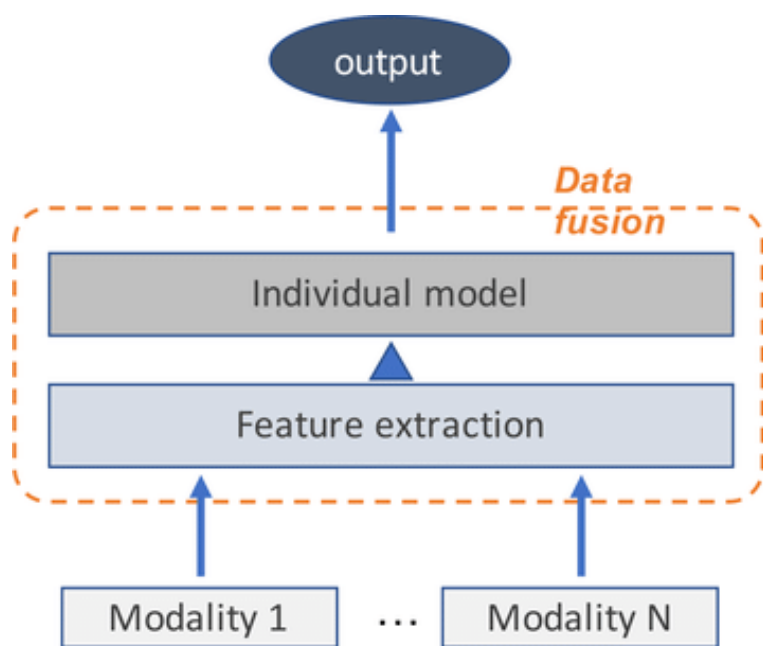 output
Data
fusion
Individual model
Feature extraction
Modality 1 ... Modality N